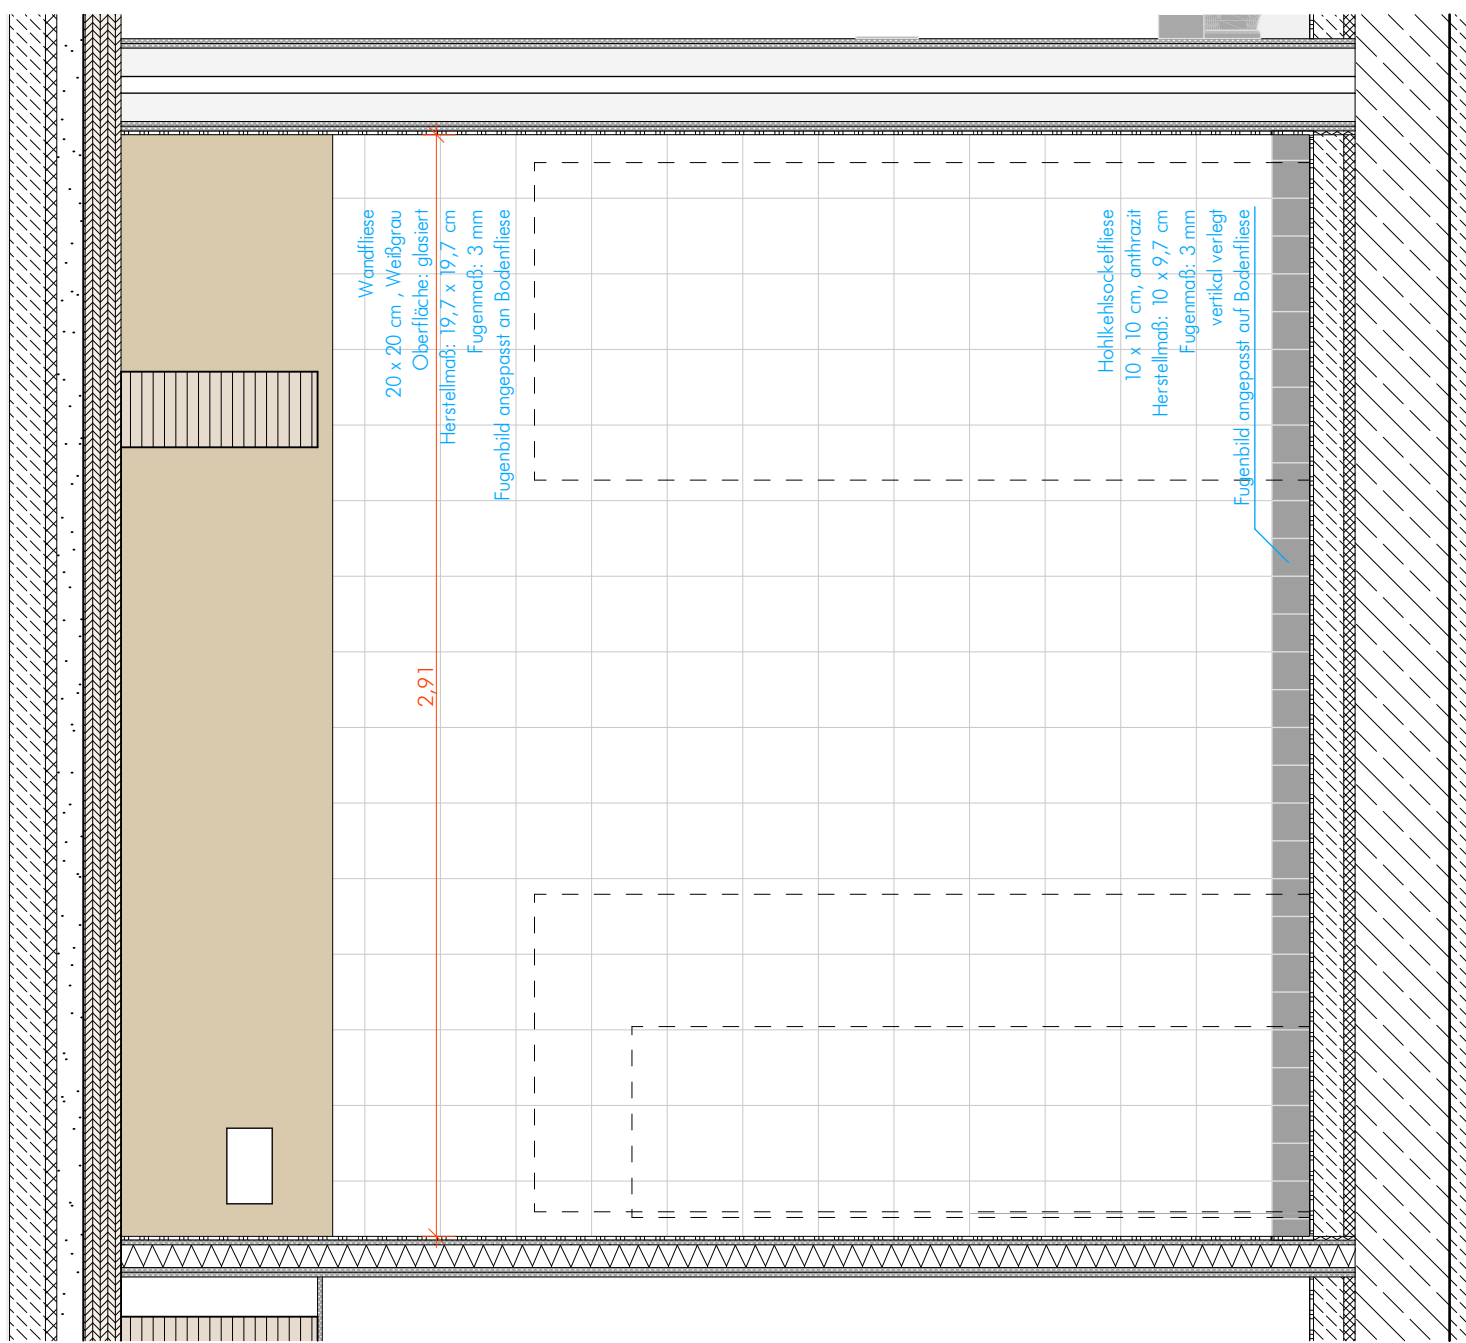 Wandfliese
20 x 20 cm , Weißgrau
Oberfläche: glasiert
Herstellmaß: 19,7 x 19,7 cm
Fugenmaß: 3 mm
Fugenbild angepasst an Bodenfliese
2,91
Hohlkehlsockelfliese
10 x 10 cm, anthrazit
Herstellmaß: 10 x 9,7 cm
Fugenmaß: 3 mm
vertikal verlegt
Fugenbild angepasst auf Bodenfliese